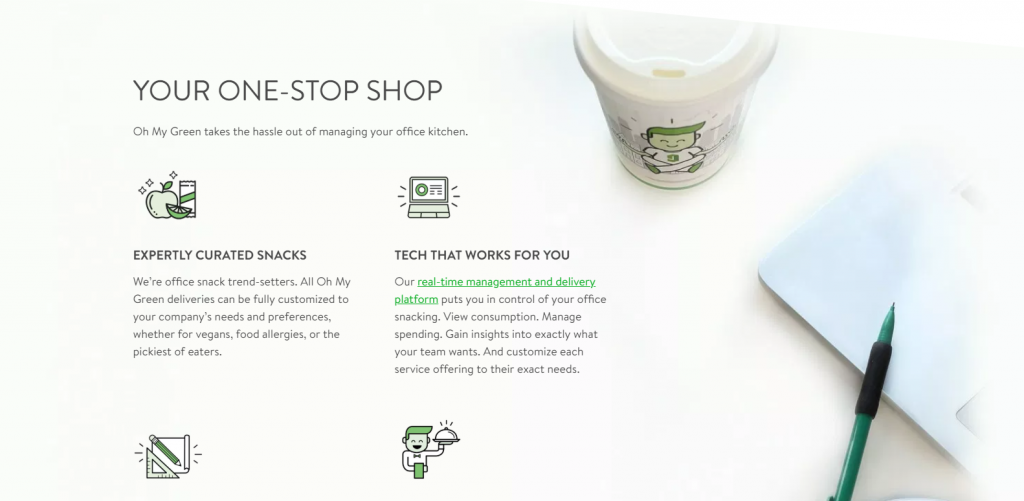 YOUR ONE-STOP SHOP
Oh My Green takes the hassle out of managing your office kitchen.
EXPERTLY CURATED SNACKS
We're office snack trend-setters. All Oh My
Green deliveries can be fully customized to
your company's needs and preferences,
whether for vegans, food allergies, or the
pickiest of eaters.
TECH THAT WORKS FOR YOU
Our real-time management and delivery
platform puts you in control of your office
snacking. View consumption. Manage
spending. Gain insights into exactly what
your team wants. And customize each
service offering to their exact needs.